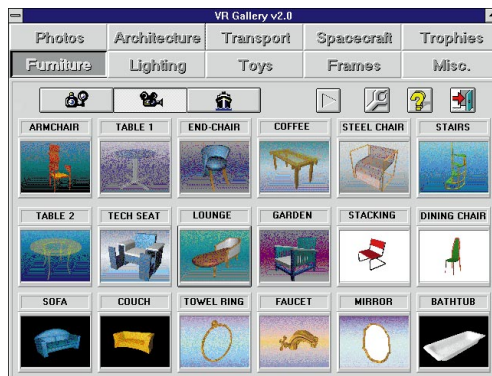 VR Gallery v2.0
Photos Architecture Transport Spacecraft Trophies
Furniture Lighting Toys Frames Misc.
ARMCHAIR TABLE 1 END-CHAIR COFFEE STEEL CHAIR STAIRS
TABLE 2 TECH SEAT LOUNGE GARDEN STACKING DINING CHAIR
SOFA COUCH TOWEL RING FAUCET MIRROR BATHTUB